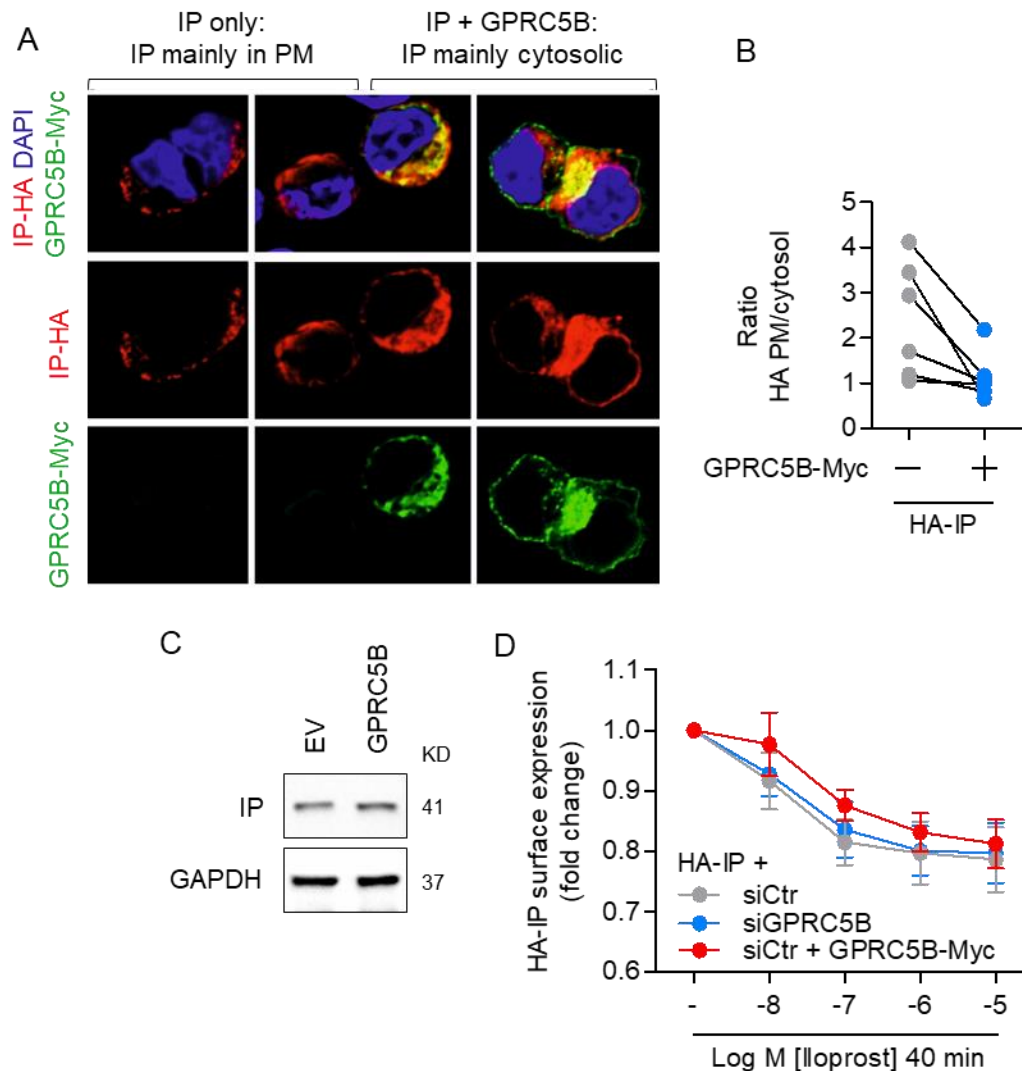 A
IP only:
IP mainly in PM
IP + GPRC5B:
IP mainly cytosolic
IP-HA DAPI
GPRC5B-Myc
IP-HA
GPRC5B-Myc
B
Ratio
HA PM/cytosol
5
4
3
2
1
0
GPRC5B-Myc − +
HA-IP
C
EV
GPRC5B
KD
IP 41
GAPDH 37
D
HA-IP surface expression
(fold change)
1.1
1.0
0.9
0.8
0.7
0.6
HA-IP +
siCtr
siGPRC5B
siCtr + GPRC5B-Myc
- -8 -7 -6 -5
Log M [Iloprost] 40 min